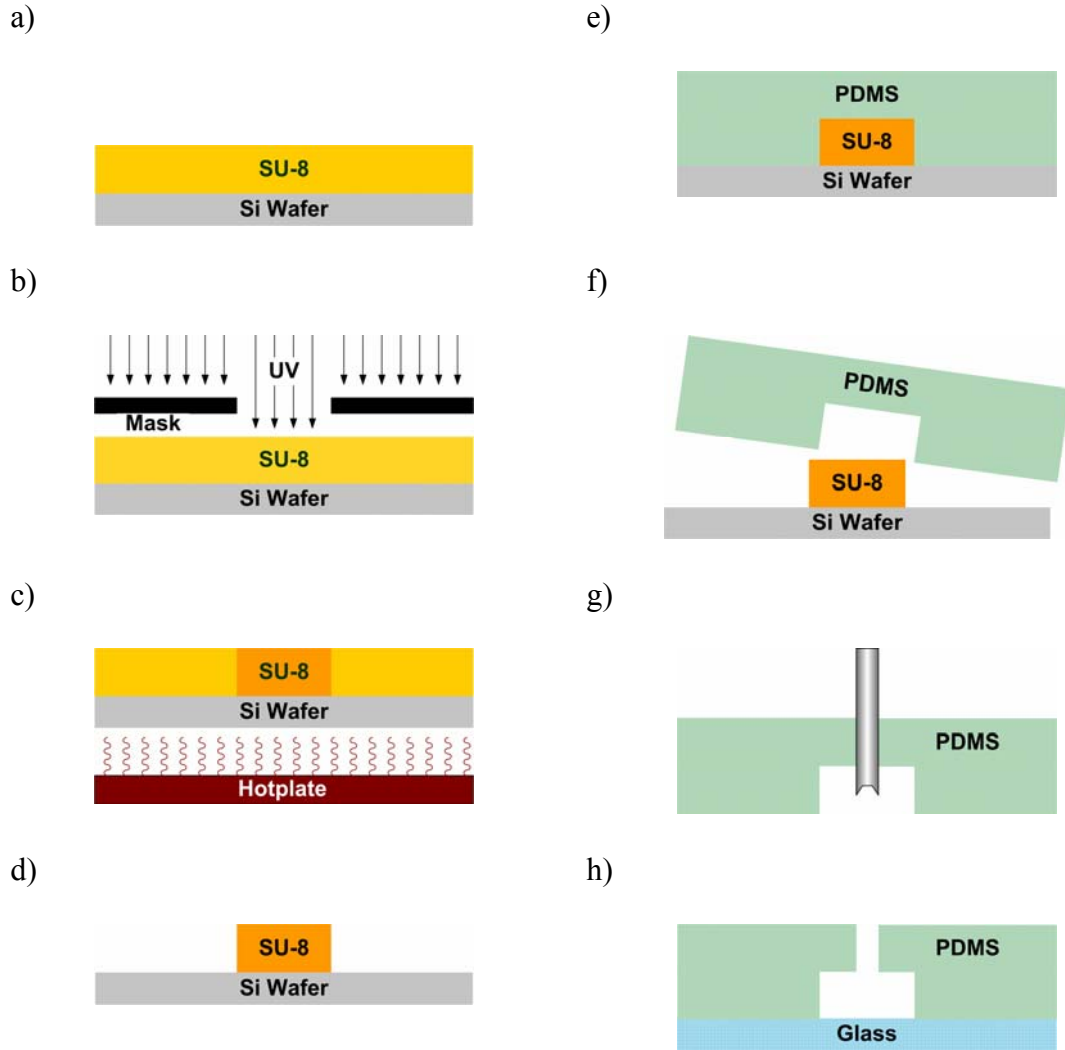 a)
SU-8
Si Wafer
b)
UV
Mask
SU-8
Si Wafer
c)
SU-8
Si Wafer
Hotplate
d)
SU-8
Si Wafer
e)
PDMS
SU-8
Si Wafer
f)
PDMS
SU-8
Si Wafer
g)
PDMS
h)
PDMS
Glass